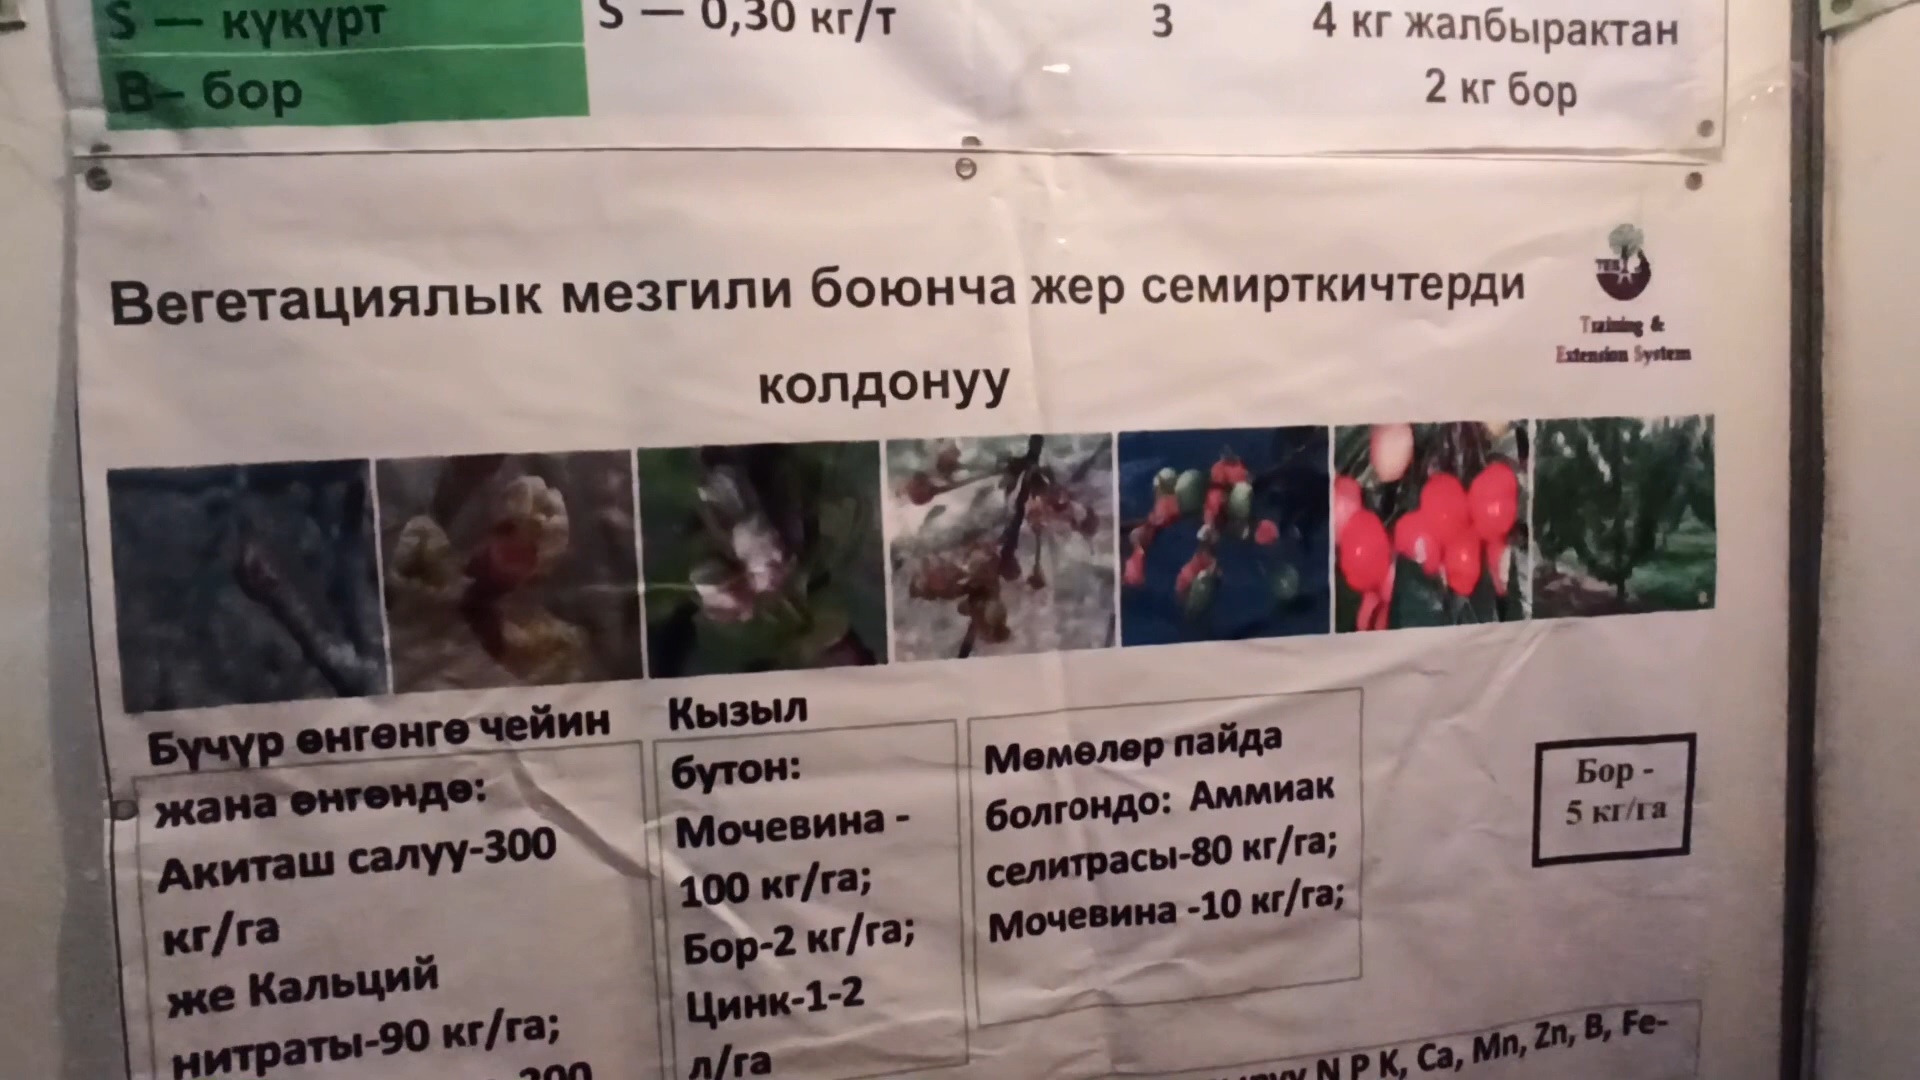 S — күкүрт
S — 0,30 кг/т
3
4 кг жалбырактан
В– бор
2 кг бор
Вегетациялык мезгили боюнча жер семирткичтерди
колдонуу
TES
Training &
Extension System
Бүчүр өнгөнгө чейин
жана өнгөндө:
Акиташ салуу-300
кг/га
же Кальций
нитраты-90 кг/га;
Кызыл
бутон:
Мочевина -
100 кг/га;
Бор-2 кг/га;
Цинк-1-2
л/га
Мөмөлөр пайда
болгондо: Аммиак
селитрасы-80 кг/га;
Мочевина -10 кг/га;
Бор -
5 кг/га
N P K, Ca, Mn, Zn, B, Fe-